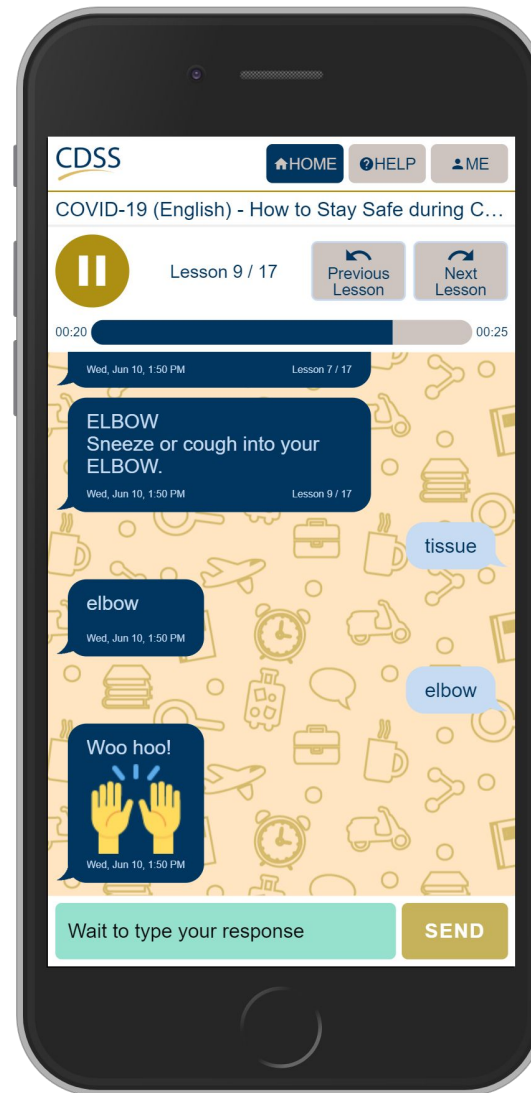 CDSS
HOME
HELP
ME
COVID-19 (English) - How to Stay Safe during C...
Lesson 9 / 17
Previous
Lesson
Next
Lesson
00:20
00:25
Wed, Jun 10, 1:50 PM
Lesson 7 / 17
ELBOW
Sneeze or cough into your
ELBOW.
Wed, Jun 10, 1:50 PM
Lesson 9 / 17
tissue
elbow
Wed, Jun 10, 1:50 PM
elbow
Woo hoo!
Wed, Jun 10, 1:50 PM
Wait to type your response
SEND